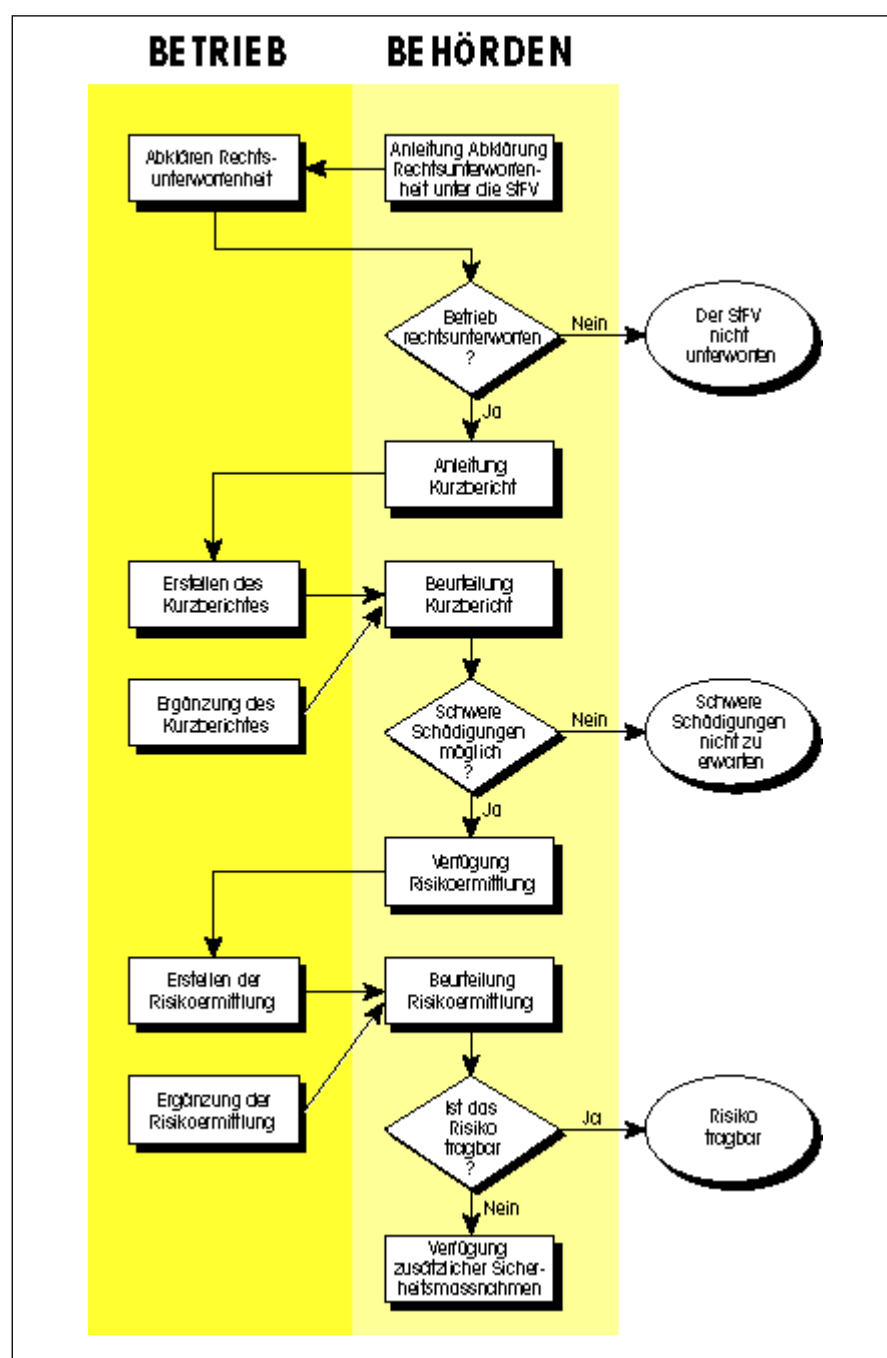 BETRIEB
BEHÖRDEN
Abklären Rechts-
unterworfenheit
Anleitung Abklärung
Rechtsunterworfen-
heit unter die StFV
Betrieb
rechtsunterworfen
?
Nein
Der StFV
nicht
unterworfen
Ja
Anleitung
Kurzbericht
Erstellen des
Kurzberichtes
Beurteilung
Kurzbericht
Ergänzung des
Kurzberichtes
Schwere
Schädigungen
möglich
?
Nein
Schwere
Schädigungen
nicht zu
erwarten
Ja
Verfügung
Risikoermittlung
Erstellen der
Risikoermittlung
Beurteilung
Risikoermittlung
Ergänzung der
Risikoermittlung
Ist das
Risiko
tragbar
?
Ja
Risiko
tragbar
Nein
Verfügung
zusätzlicher Sicher-
heitsmassnahmen